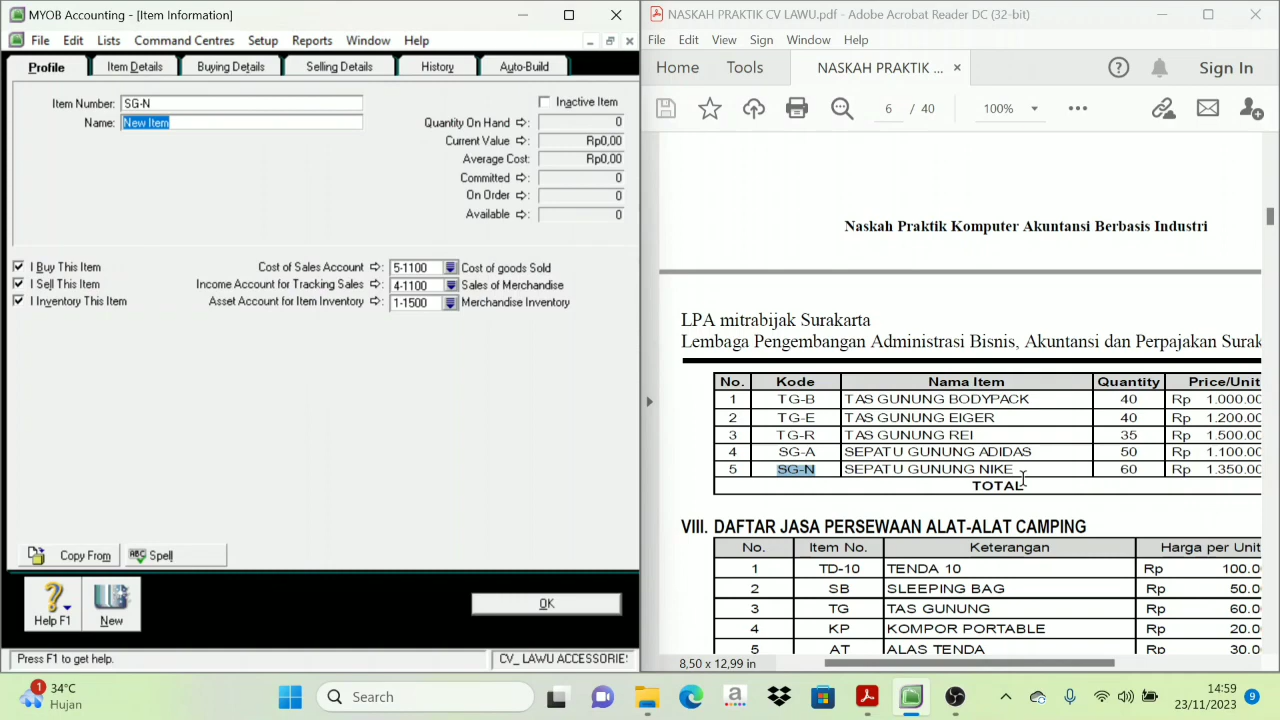 MYOB Accounting - [Item Information]
File Edit Lists Command Centres Setup Reports Window Help
Profile Item Details Buying Details Selling Details History Auto-Build
Item Number: SG-N
Inactive Item
Name: New Item
Quantity On Hand 0
Current Value Rp0,00
Average Cost: Rp0,00
Committed 0
On Order 0
Available 0
I Buy This Item Cost of Sales Account 5-1100 Cost of goods Sold
I Sell This Item Income Account for Tracking Sales 4-1100 Sales of Merchandise
I Inventory This Item Asset Account for Item Inventory 1-1500 Merchandise Inventory
Copy From ABC Spell
Help F1 New OK
Press F1 to get help. CV_ LAWU ACCESSORIES
NASKAH PRAKTIK CV LAWU.pdf - Adobe Acrobat Reader DC (32-bit)
File Edit View Sign Window Help
Home Tools NASKAH PRAKTIK ... × ? Sign In
6 / 40 100%
Naskah Praktik Komputer Akuntansi Berbasis Industri
LPA mitrabijak Surakarta
Lembaga Pengembangan Administrasi Bisnis, Akuntansi dan Perpajakan Surak
No. Kode Nama Item Quantity Price/Unit
1 TG-B TAS GUNUNG BODYPACK 40 Rp 1.000.00
2 TG-E TAS GUNUNG EIGER 40 Rp 1.200.00
3 TG-R TAS GUNUNG REI 35 Rp 1.500.00
4 SG-A SEPATU GUNUNG ADIDAS 50 Rp 1.100.00
5 SG-N SEPATU GUNUNG NIKE 60 Rp 1.350.00
TOTAL
VIII. DAFTAR JASA PERSEWAAN ALAT-ALAT CAMPING
No. Item No. Keterangan Harga per Unit
1 TD-10 TENDA 10 Rp 100.0
2 SB SLEEPING BAG Rp 50.0
3 TG TAS GUNUNG Rp 60.0
4 KP KOMPOR PORTABLE Rp 20.0
5 AT ALAS TENDA Rp 30.0
8,50 x 12,99 in
1 34°C
Hujan
Search
a
14:59
23/11/2023 9